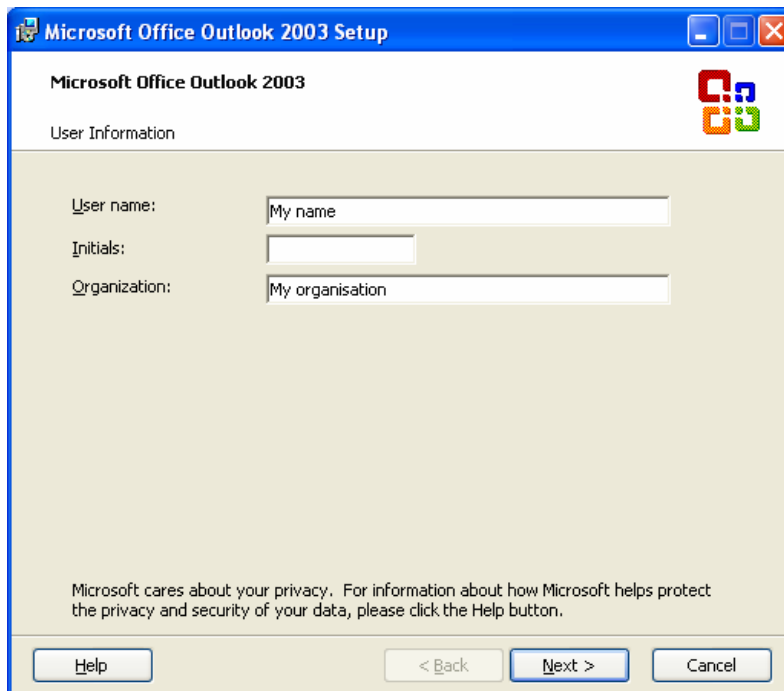 Microsoft Office Outlook 2003 Setup
Microsoft Office Outlook 2003
User Information
User name: My name
Initials:
Organization: My organisation
Microsoft cares about your privacy. For information about how Microsoft helps protect
the privacy and security of your data, please click the Help button.
Help < Back Next > Cancel